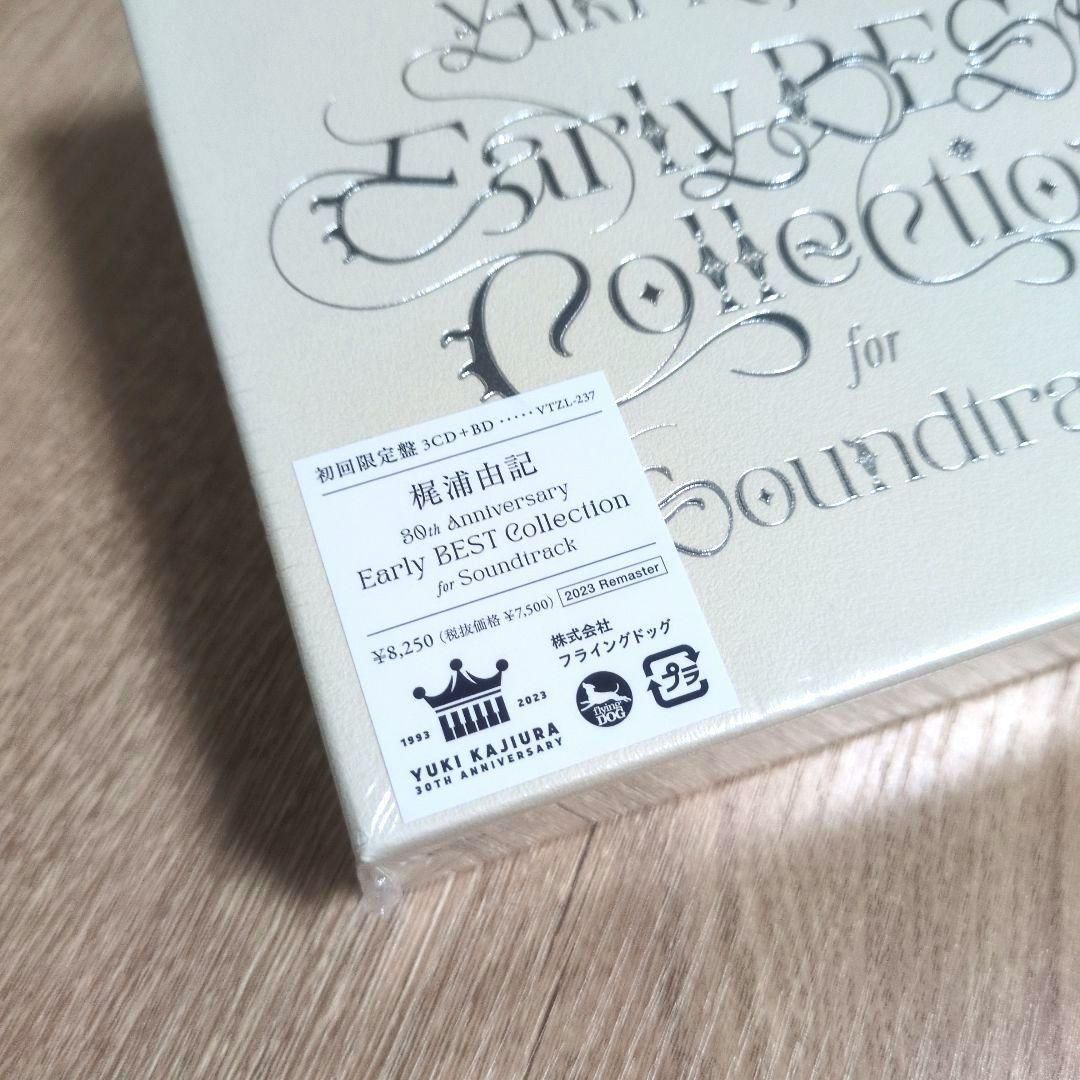 Early BEST
Collection
for
初回限定盤 3CD+BD ····· VTZL-237
梶浦由記
30th Anniversary
Early BEST Collection
for Soundtrack
¥8,250 (税抜価格 ¥7,500) 2023 Remaster
株式会社
フライングドッグ
1993 2023
YUKI KAJIURA
30TH ANNIVERSARY
flying
DOG
プラ